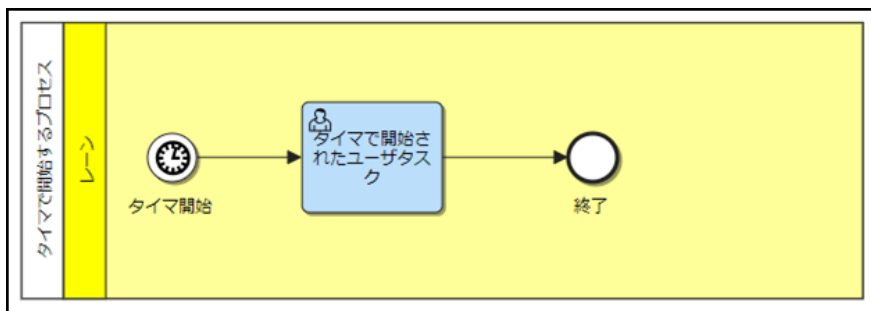 タイマで開始するプロセス
レーン
タイマ開始
タイマで開始さ
れたユーザタス
ク
終了